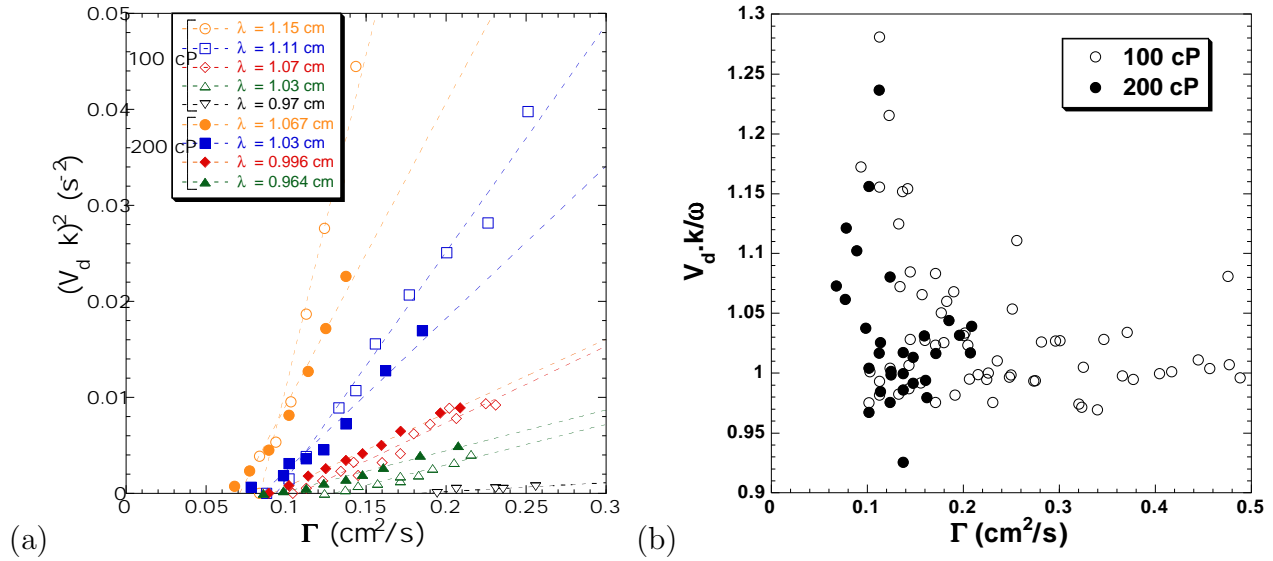 0.05
0.04
0.03
0.02
0.01
0
(V_d k)^2 (s^-2)
100 cP
λ = 1.15 cm
λ = 1.11 cm
λ = 1.07 cm
λ = 1.03 cm
λ = 0.97 cm
200 cP
λ = 1.067 cm
λ = 1.03 cm
λ = 0.996 cm
λ = 0.964 cm
0 0.05 0.1 0.15 0.2 0.25 0.3
Γ (cm^2/s)
(a)
1.3
1.25
1.2
1.15
1.1
1.05
1
0.95
0.9
V_d.k/ω
100 cP
200 cP
0 0.1 0.2 0.3 0.4 0.5
Γ (cm^2/s)
(b)